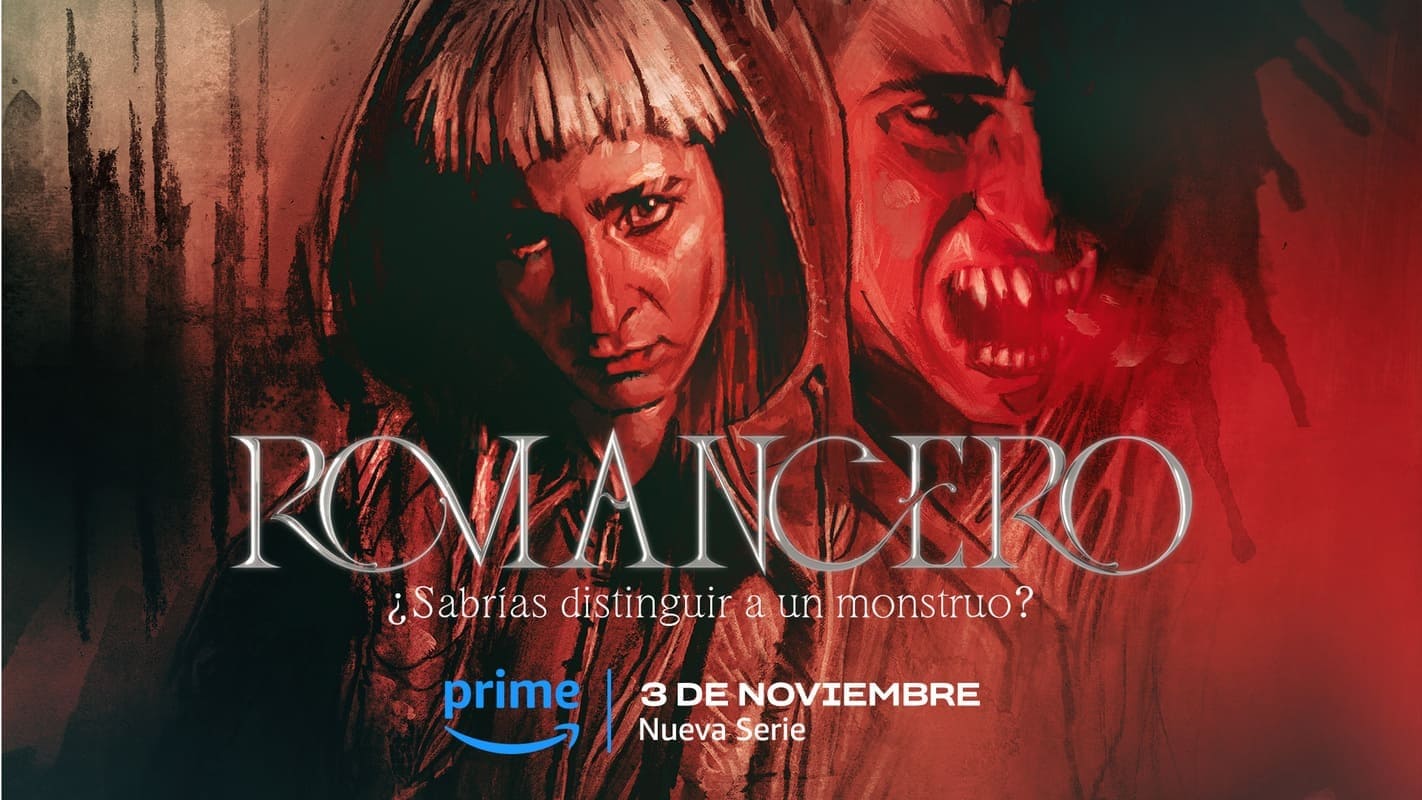 ROMANCERO
¿Sabrías distinguir a un monstruo?
prime
3 DE NOVIEMBRE
Nueva Serie